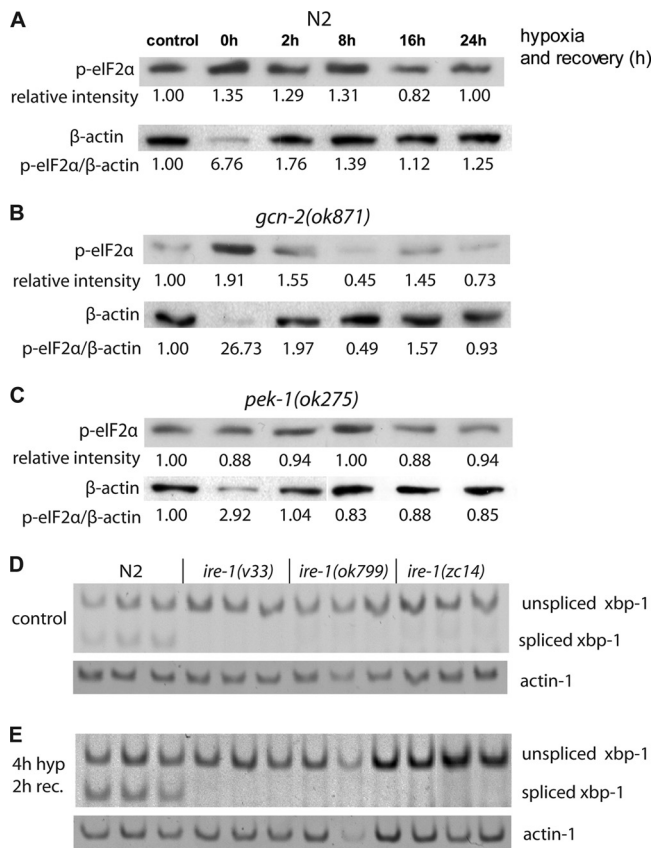 A
N2
control 0h 2h 8h 16h 24h
hypoxia
and recovery (h)
p-eIF2α
relative intensity 1.00 1.35 1.29 1.31 0.82 1.00
β-actin
p-eIF2α/β-actin 1.00 6.76 1.76 1.39 1.12 1.25
B
gcn-2(ok871)
p-eIF2α
relative intensity 1.00 1.91 1.55 0.45 1.45 0.73
β-actin
p-eIF2α/β-actin 1.00 26.73 1.97 0.49 1.57 0.93
C
pek-1(ok275)
p-eIF2α
relative intensity 1.00 0.88 0.94 1.00 0.88 0.94
β-actin
p-eIF2α/β-actin 1.00 2.92 1.04 0.83 0.88 0.85
D
N2 ire-1(v33) ire-1(ok799) ire-1(zc14)
control
unspliced xbp-1
spliced xbp-1
actin-1
E
4h hyp
2h rec.
unspliced xbp-1
spliced xbp-1
actin-1